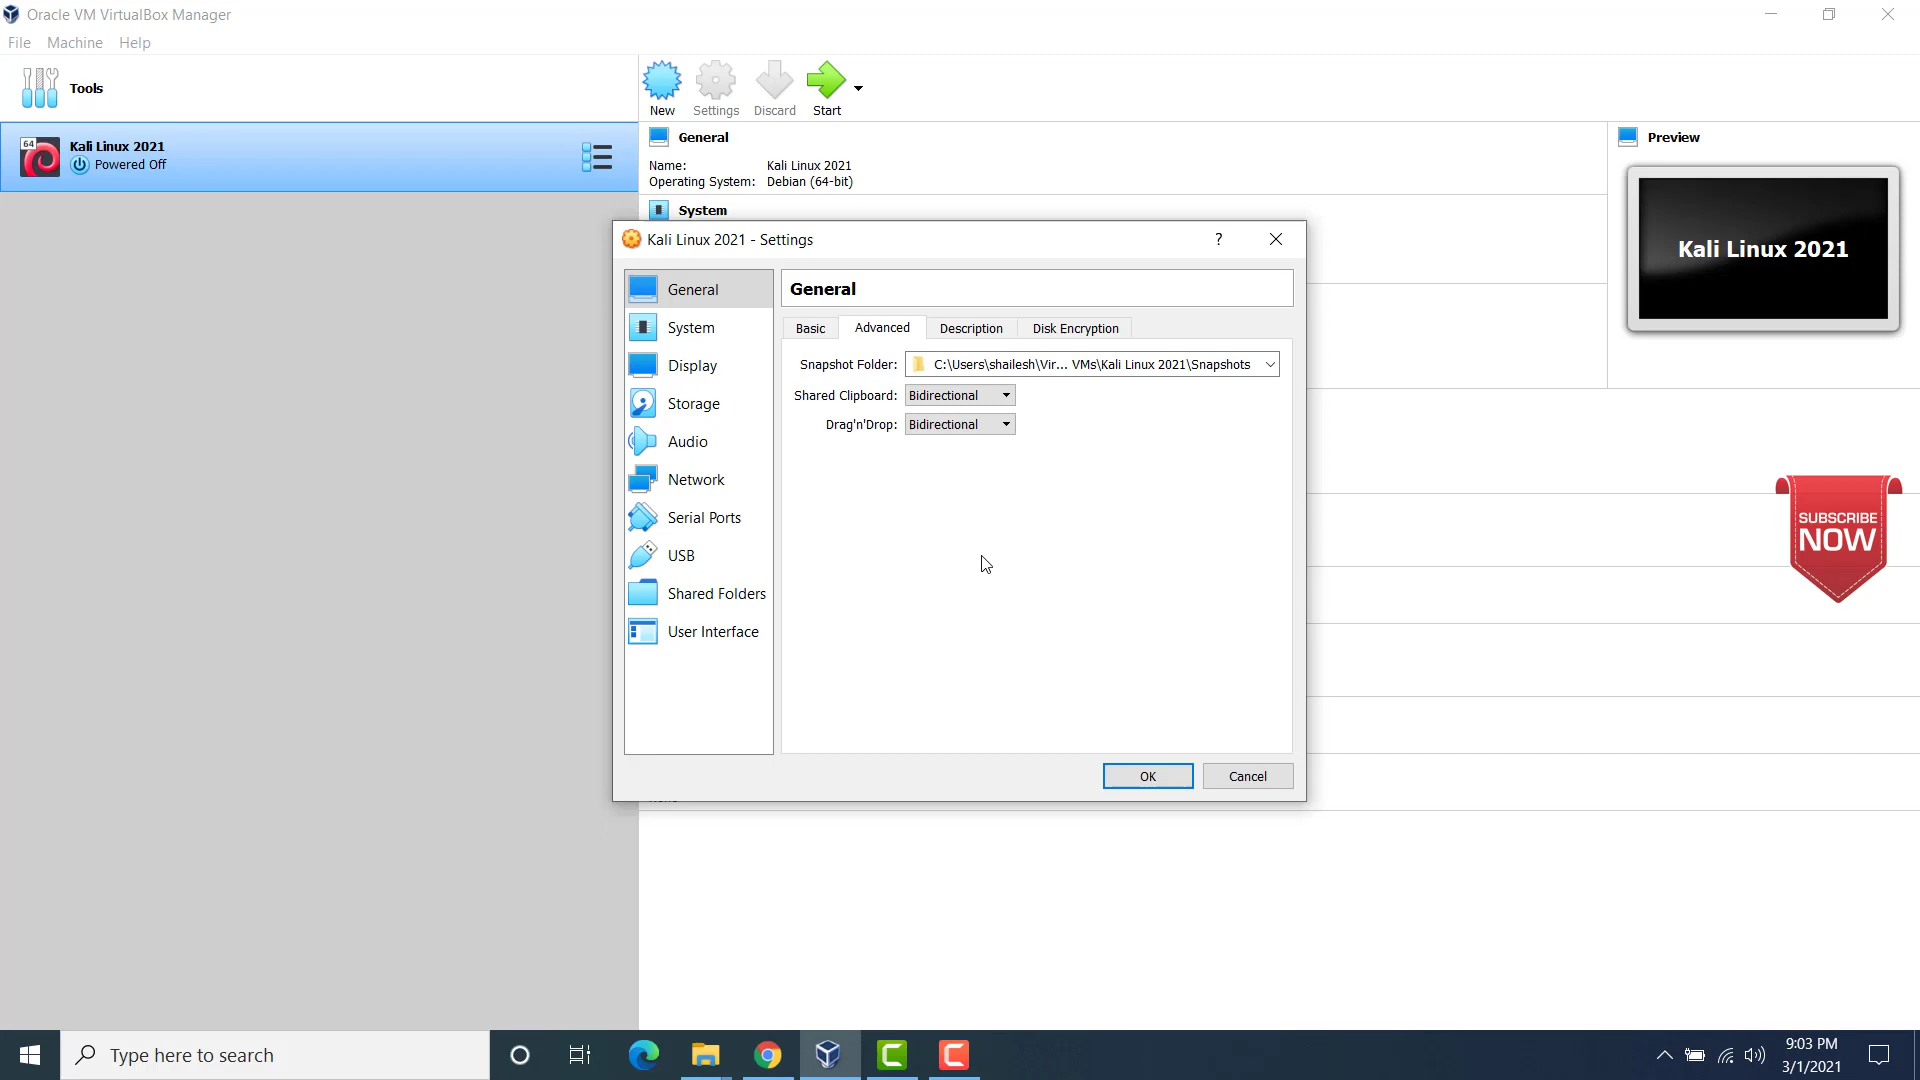 Oracle VM VirtualBox Manager
File Machine Help
Tools
New Settings Discard Start
64
Kali Linux 2021
Powered Off
General
Name: Kali Linux 2021
Operating System: Debian (64-bit)
System
Preview
Kali Linux 2021
Kali Linux 2021 - Settings ?
General
System
Display
Storage
Audio
Network
Serial Ports
USB
Shared Folders
User Interface
General
Basic Advanced Description Disk Encryption
Snapshot Folder: C:\Users\shailesh\Vir... VMs\Kali Linux 2021\Snapshots
Shared Clipboard: Bidirectional
Drag'n'Drop: Bidirectional
OK Cancel
SUBSCRIBE
NOW
Type here to search
9:03 PM
3/1/2021